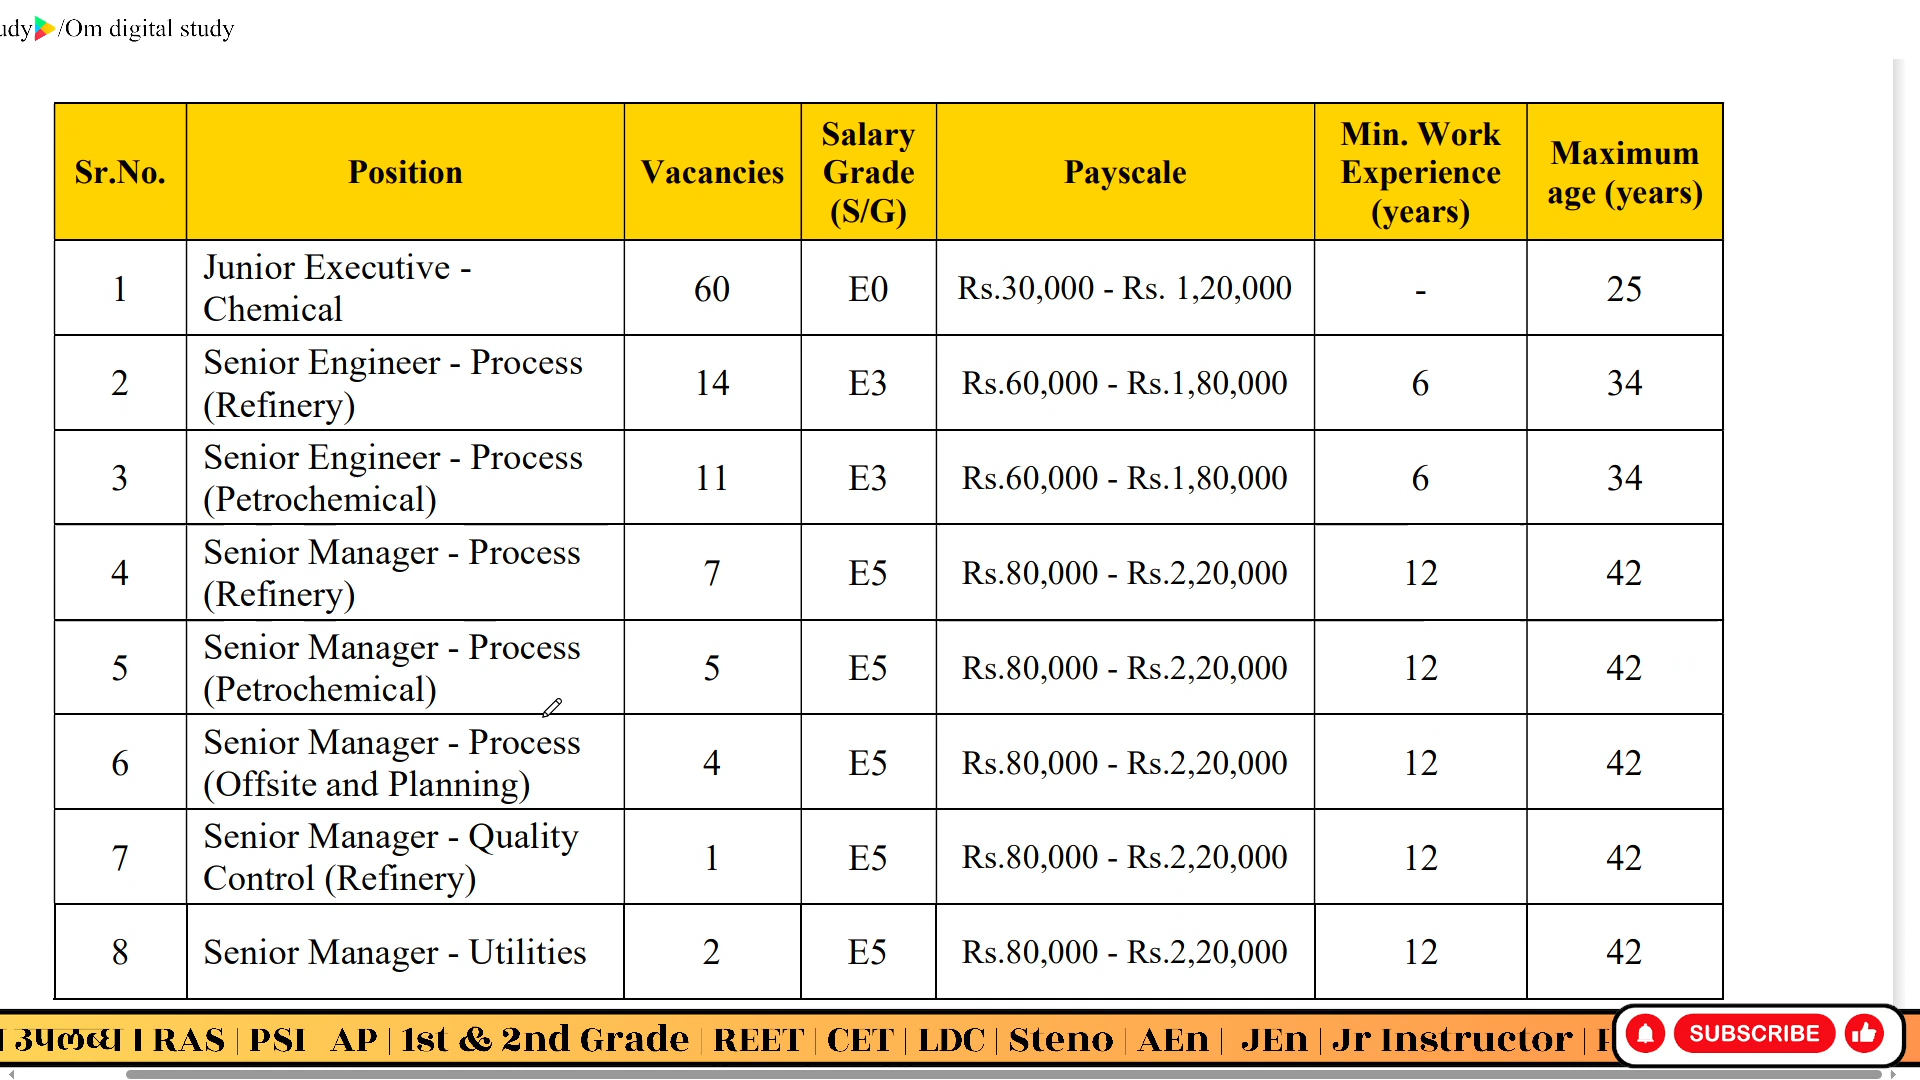 udy/Om digital study
Sr.No. Position Vacancies Salary Grade (S/G) Payscale Min. Work Experience (years) Maximum age (years)
1 Junior Executive - Chemical 60 E0 Rs.30,000 - Rs. 1,20,000 - 25
2 Senior Engineer - Process (Refinery) 14 E3 Rs.60,000 - Rs.1,80,000 6 34
3 Senior Engineer - Process (Petrochemical) 11 E3 Rs.60,000 - Rs.1,80,000 6 34
4 Senior Manager - Process (Refinery) 7 E5 Rs.80,000 - Rs.2,20,000 12 42
5 Senior Manager - Process (Petrochemical) 5 E5 Rs.80,000 - Rs.2,20,000 12 42
6 Senior Manager - Process (Offsite and Planning) 4 E5 Rs.80,000 - Rs.2,20,000 12 42
7 Senior Manager - Quality Control (Refinery) 1 E5 Rs.80,000 - Rs.2,20,000 12 42
8 Senior Manager - Utilities 2 E5 Rs.80,000 - Rs.2,20,000 12 42
उपलब्ध । RAS | PSI AP | 1st & 2nd Grade | REET | CET | LDC | Steno | AEn | JEn | Jr Instructor |
SUBSCRIBE